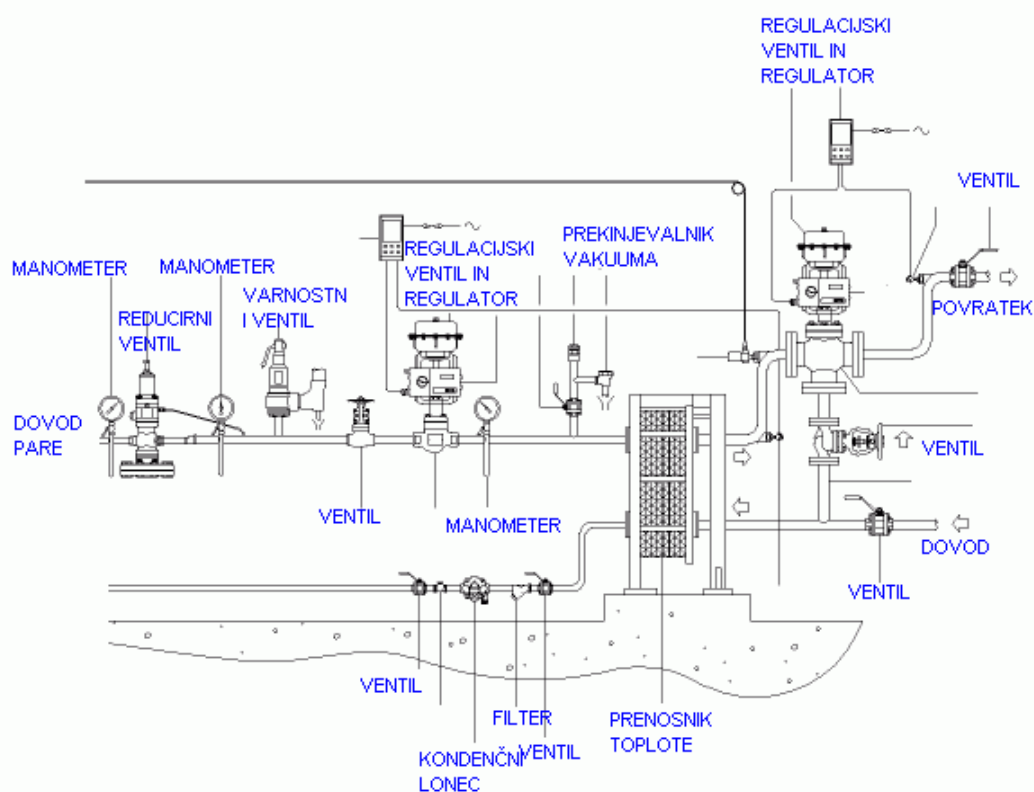 REGULACIJSKI
VENTIL IN
REGULATOR
VENTIL
REGULACIJSKI
VENTIL IN
REGULATOR
PREKINJEVALNIK
VAKUUMA
MANOMETER
MANOMETER
VARNOSTN
I VENTIL
REDUCIRNI
VENTIL
POVRATEK
DOVOD
PARE
VENTIL
VENTIL
MANOMETER
DOVOD
VENTIL
VENTIL
FILTER
PRENOSNIK
TOPLOTE
KONDENČNI
LONEC
VENTIL